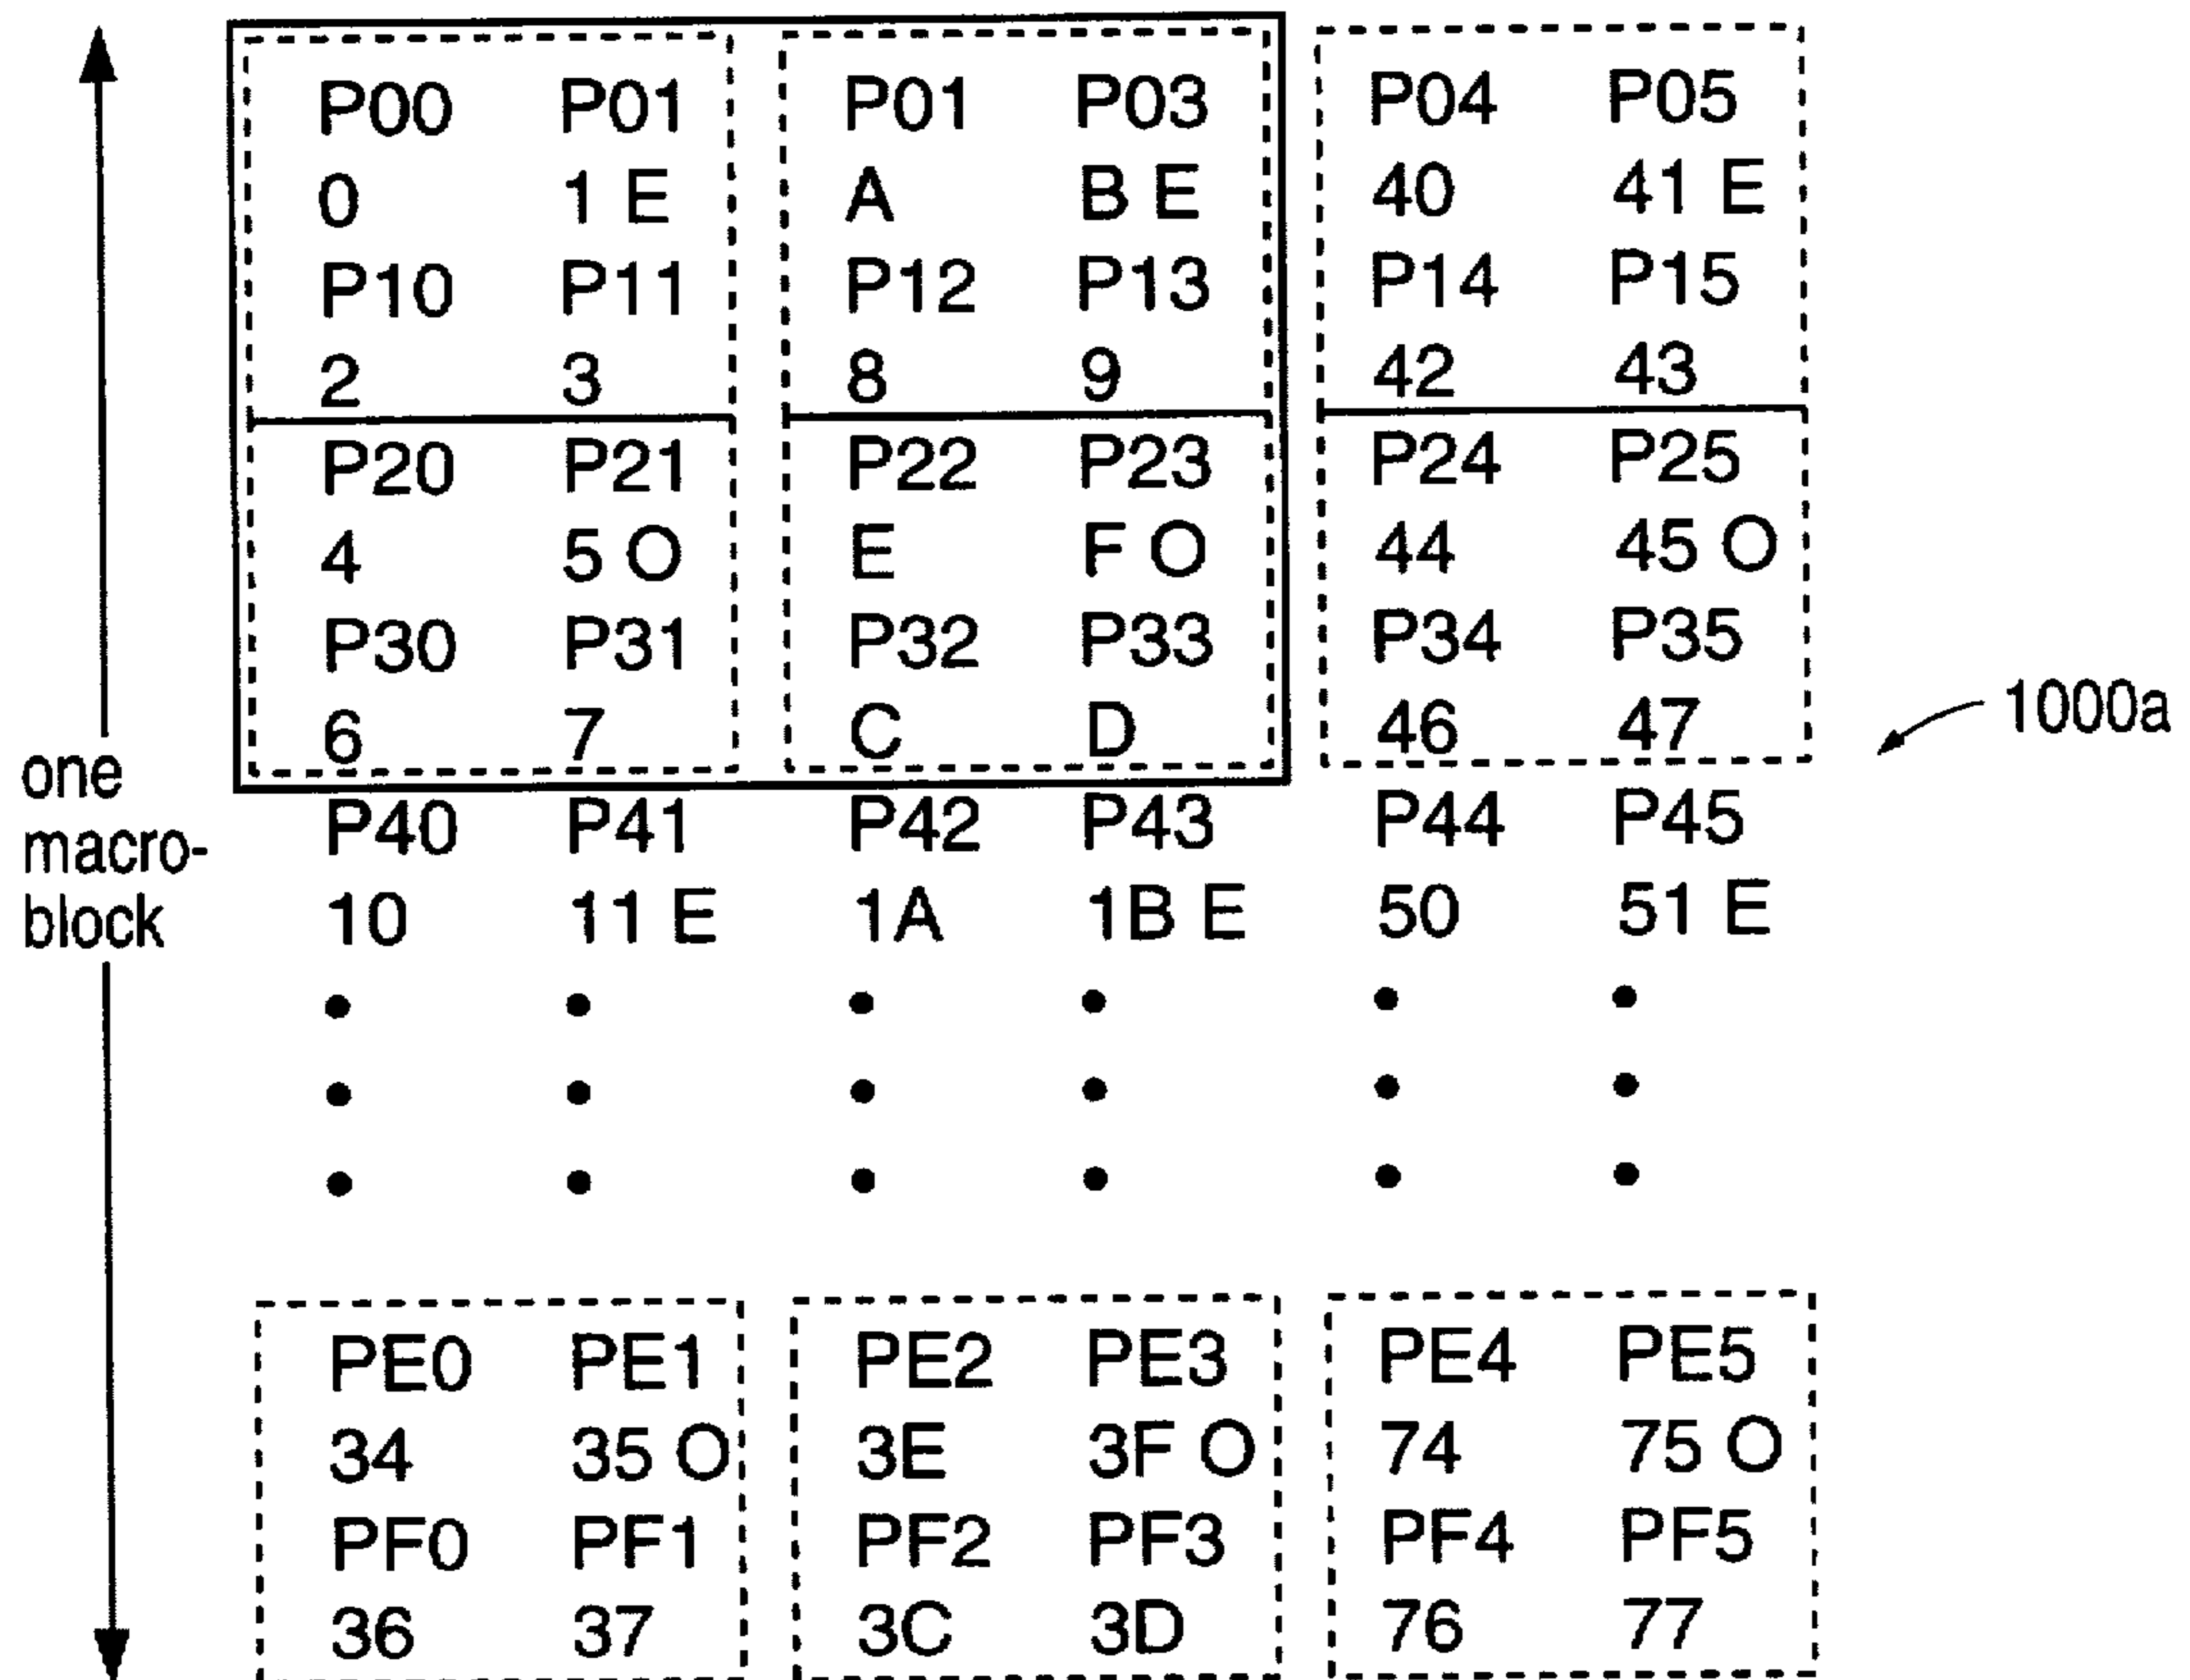 P00 P01 P01 P03 P04 P05
0 1 E A B E 40 41 E
P10 P11 P12 P13 P14 P15
2 3 8 9 42 43
P20 P21 P22 P23 P24 P25
4 5 O E F O 44 45 O
P30 P31 P32 P33 P34 P35
6 7 C D 46 47
1000a
one
macro-
block
P40 P41 P42 P43 P44 P45
10 11 E 1A 1B E 50 51 E
PE0 PE1 PE2 PE3 PE4 PE5
34 35 O 3E 3F O 74 75 O
PF0 PF1 PF2 PF3 PF4 PF5
36 37 3C 3D 76 77